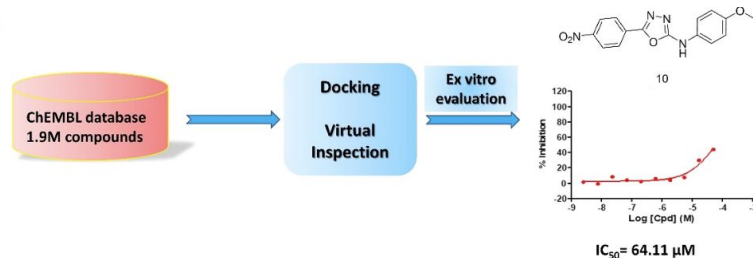 ChEMBL database
1.9M compounds
Docking
Virtual
Inspection
Ex vitro
evaluation
N-N
O₂N
O
N
H
O
10
120
100
80
60
40
20
0
-20
% Inhibition
-9 -8 -7 -6 -5 -4 -3
Log [Cpd] (M)
IC₅₀= 64.11 µM